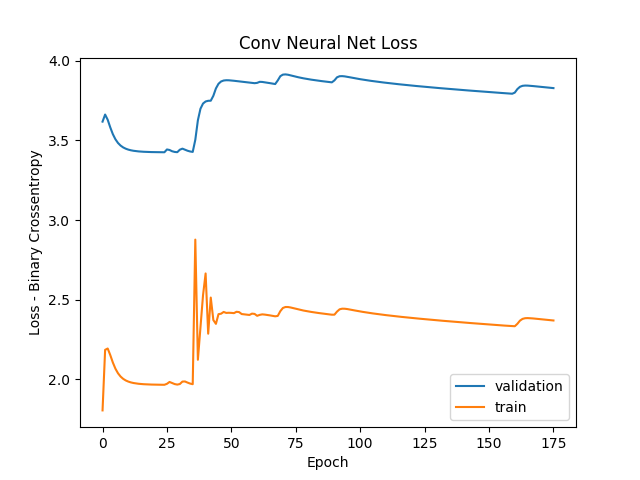 Conv Neural Net Loss
4.0
3.5
3.0
2.5
2.0
Loss - Binary Crossentropy
validation
train
0 25 50 75 100 125 150 175
Epoch